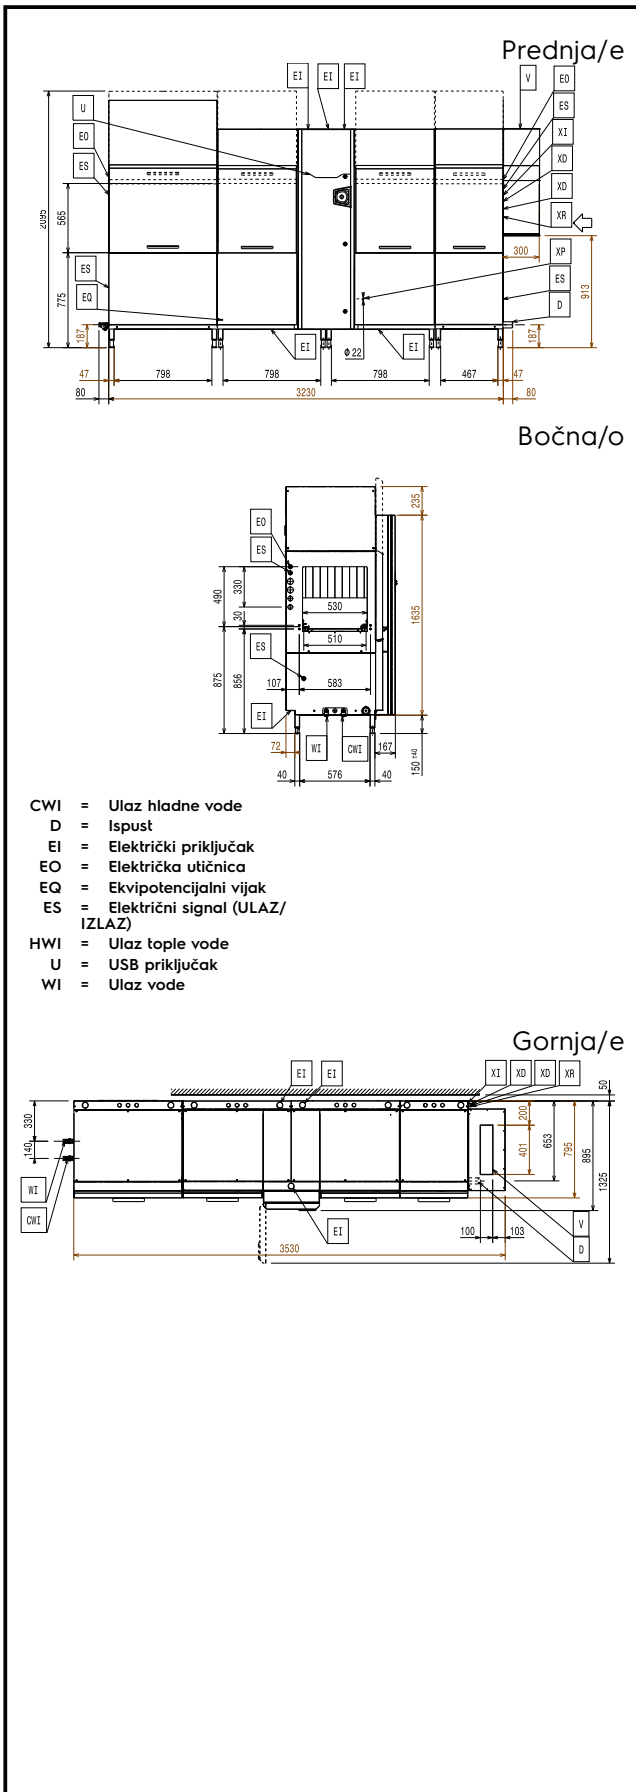 Prednja/e
EI EI EI V
EO
U ES
EO XI
ES XD
XD
XR
2095
565
300
XP
ES ES
775 EQ D 913
187 EI Ø 22 EI 187
47 798 798 798 467 47
80 3230 80
Bočna/o
235
EO
ES
490 330
530
30
1635
510
ES
875 856
107 583
EI
72 WI CWI 167
150 ±40
40 576 40
CWI = Ulaz hladne vode
D = Ispust
EI = Električki priključak
EO = Električka utičnica
EQ = Ekvipotencijalni vijak
ES = Električni signal (ULAZ/
IZLAZ)
HWI = Ulaz tople vode
U = USB priključak
WI = Ulaz vode
Gornja/e
EI EI XI XD XD XR
50
330 200
140 401 653 795 895 1325
WI
CWI
EI 100 103 V
3530 D